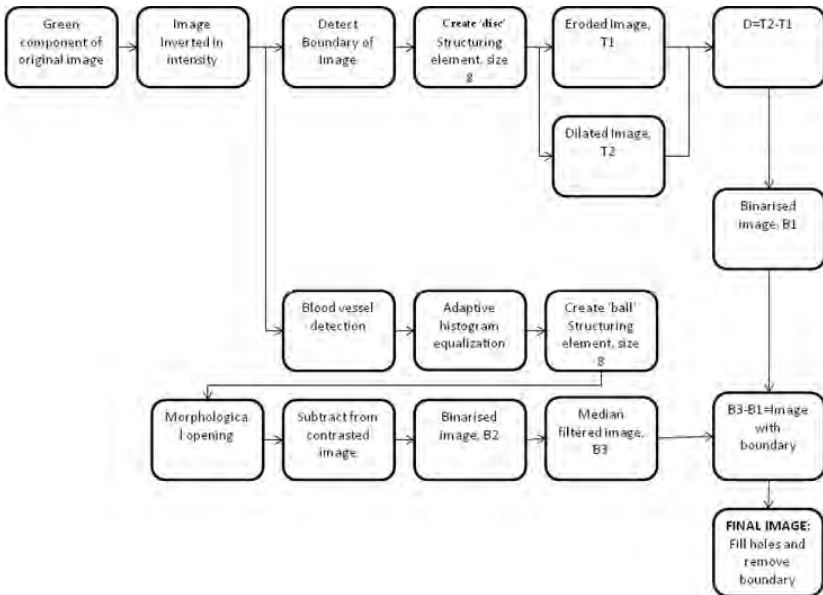 Green
component of
original image
Image
Inverted in
intensity
Detect
Boundary of
Image
Create 'disc'
Structuring
element, size
8
Eroded Image,
T1
Dilated Image,
T2
D=T2-T1
Binarised
image, B1
Blood vessel
detection
Adaptive
histogram
equalization
Create 'ball'
Structuring
element, size
8
Morphologica
l opening
Subtract from
contrasted
image
Binarised
image, B2
Median
filtered image,
B3
B3-B1=Image
with
boundary
FINAL IMAGE:
Fill holes and
remove
boundary